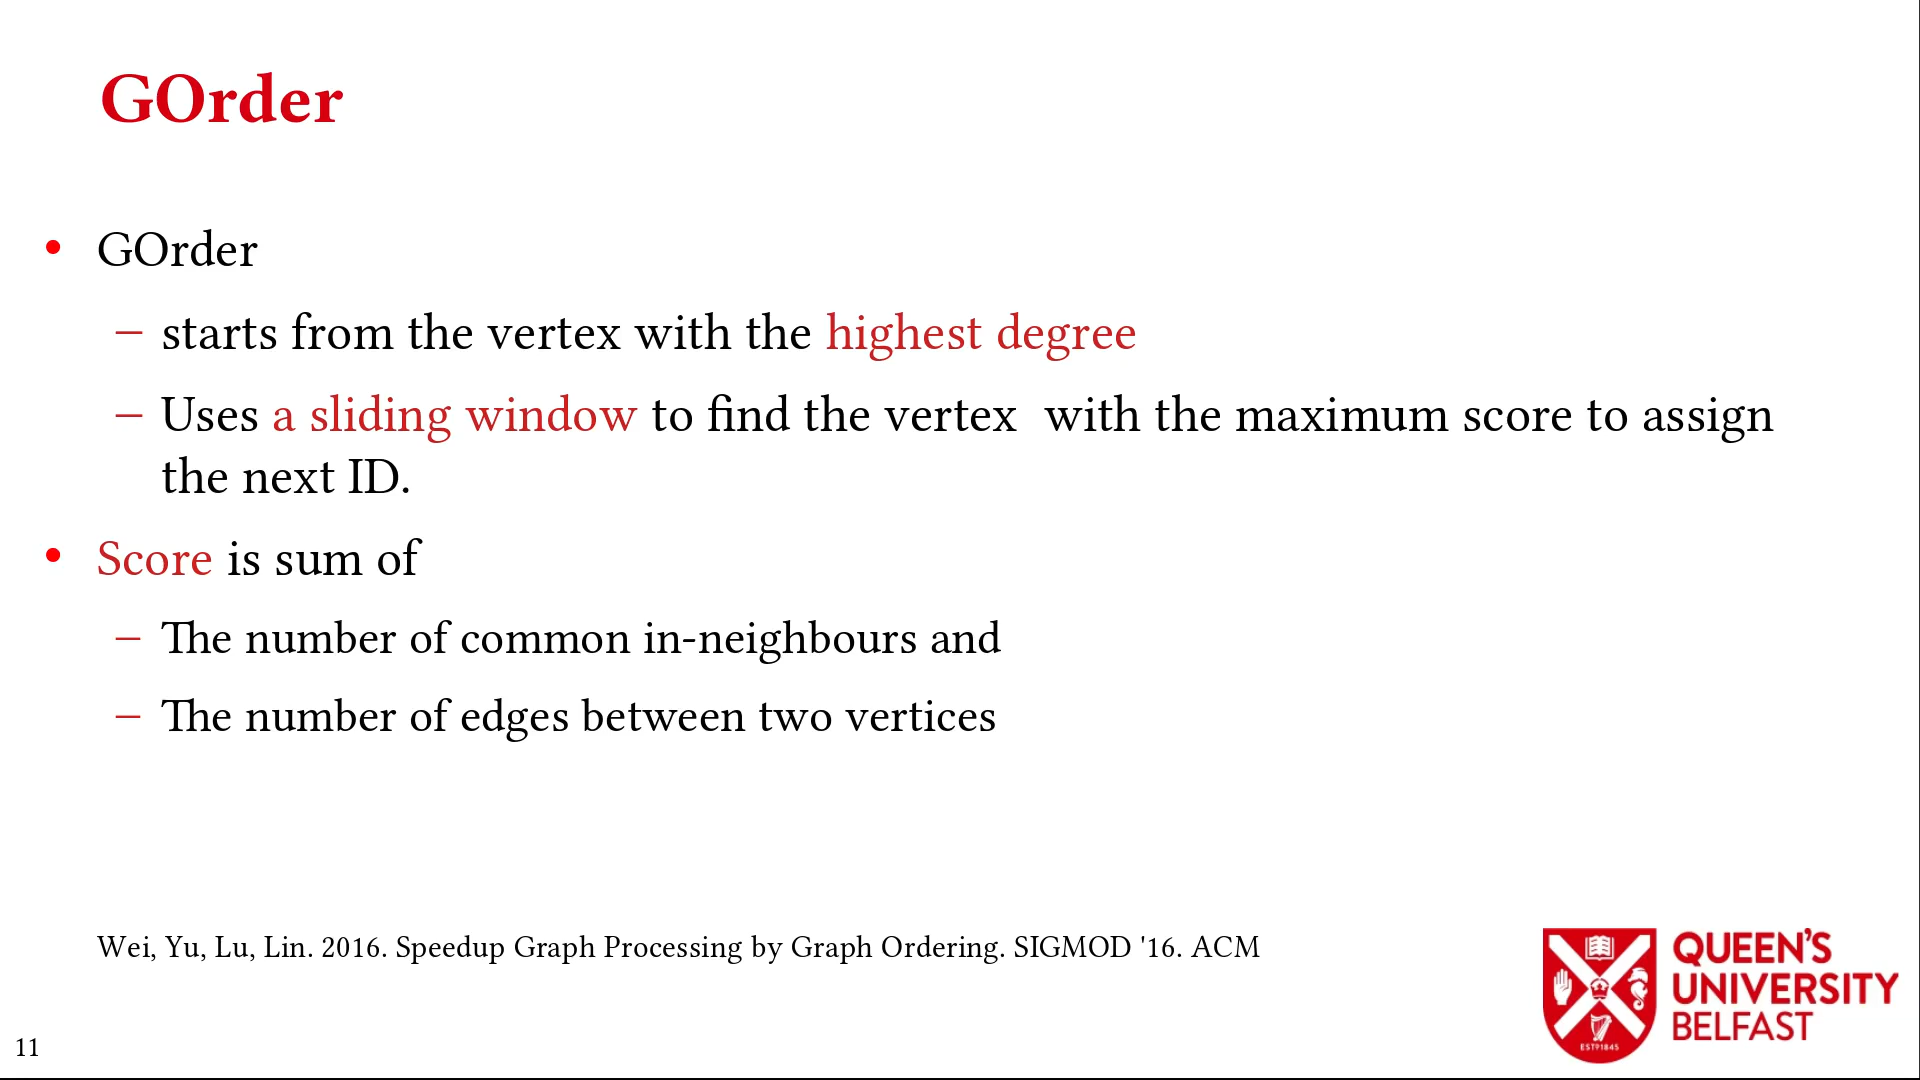 GOrder
• GOrder
– starts from the vertex with the highest degree
– Uses a sliding window to find the vertex  with the maximum score to assign
the next ID.
• Score is sum of
– The number of common in-neighbours and
– The number of edges between two vertices
Wei, Yu, Lu, Lin. 2016. Speedup Graph Processing by Graph Ordering. SIGMOD '16. ACM
QUEEN'S
UNIVERSITY
BELFAST
ESTD1845
11